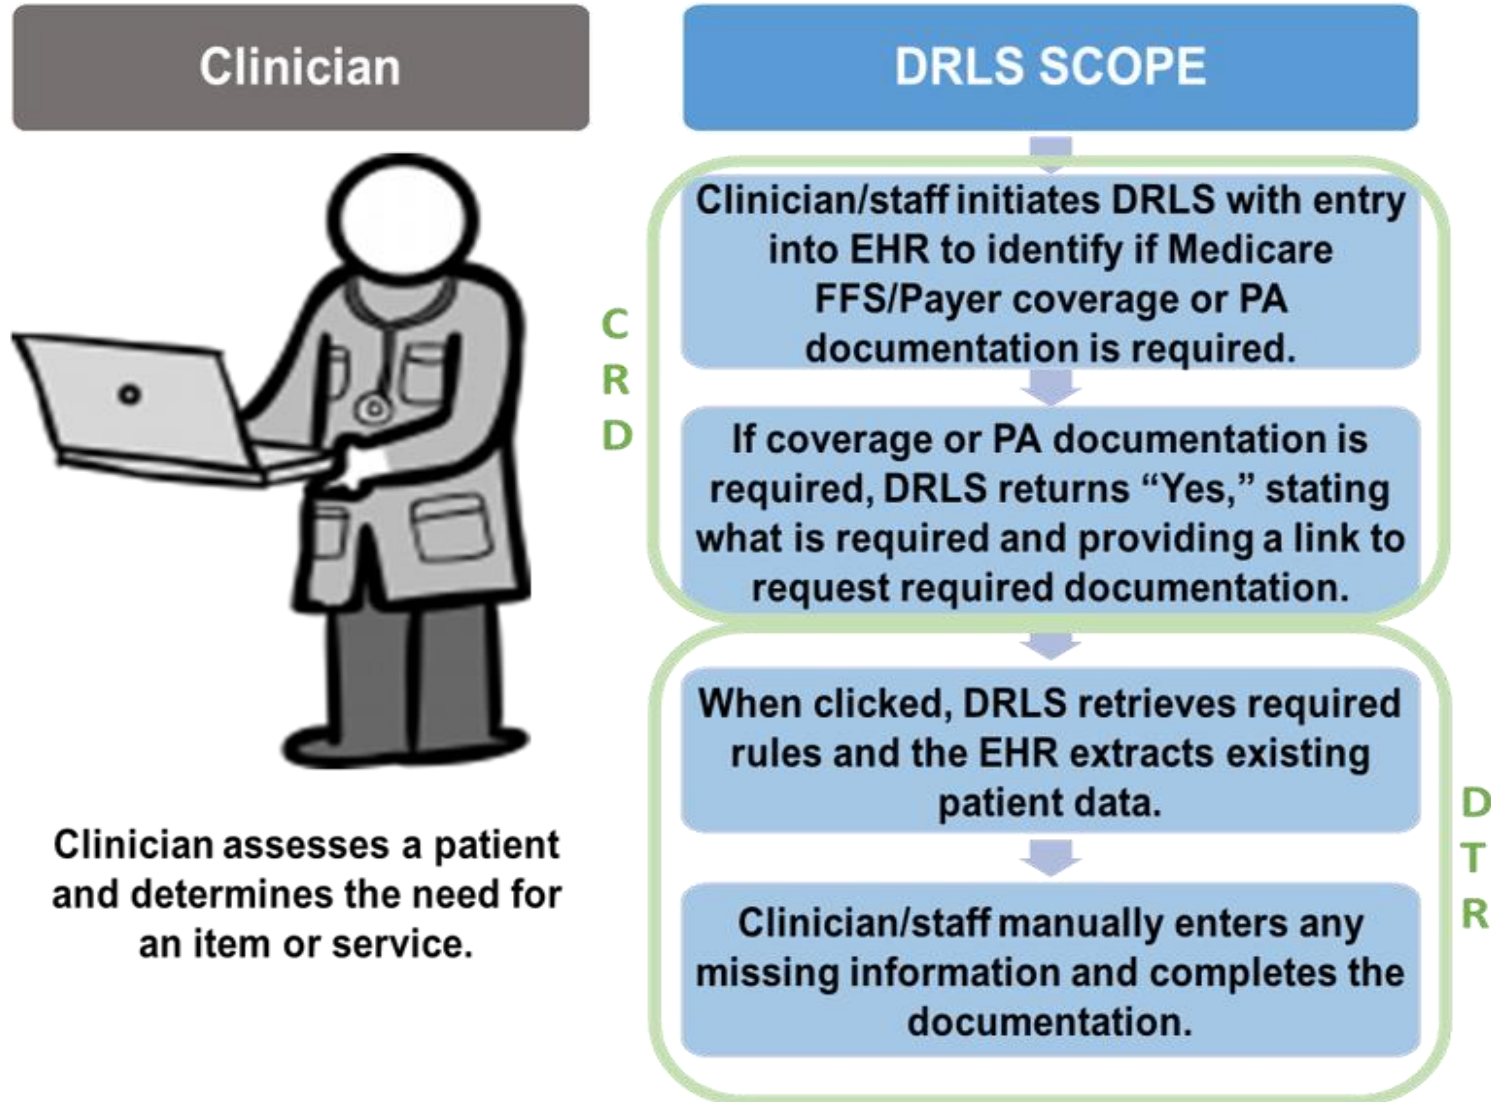 Clinician
Clinician assesses a patient
and determines the need for
an item or service.
DRLS SCOPE
C
R
D
Clinician/staff initiates DRLS with entry
into EHR to identify if Medicare
FFS/Payer coverage or PA
documentation is required.
If coverage or PA documentation is
required, DRLS returns “Yes,” stating
what is required and providing a link to
request required documentation.
When clicked, DRLS retrieves required
rules and the EHR extracts existing
patient data.
Clinician/staff manually enters any
missing information and completes the
documentation.
D
T
R